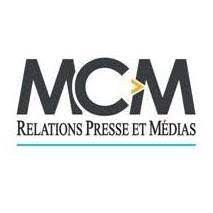 MCM
RELATIONS PRESSE ET MÉDIAS